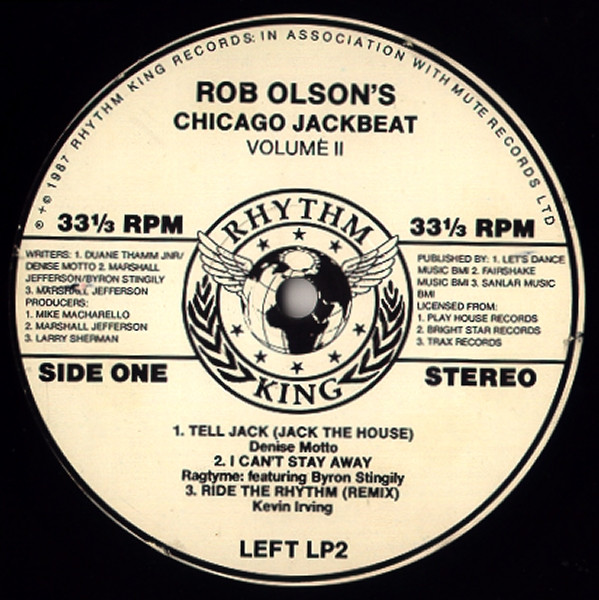 ℗ + © 1987 RHYTHM KING RECORDS: IN ASSOCIATION WITH MUTE RECORDS LTD
ROB OLSON'S
CHICAGO JACKBEAT
VOLUME II
33⅓ RPM
33⅓ RPM
RHYTHM
KING
WRITERS: 1. DUANE THAMM JNR/
DENISE MOTTO 2. MARSHALL
JEFFERSON/BYRON STINGILY
3. MARSHALL JEFFERSON
PRODUCERS:
1. MIKE MACHARELLO
2. MARSHALL JEFFERSON
3. LARRY SHERMAN
PUBLISHED BY: 1. LET'S DANCE
MUSIC BMI 2. FAIRSHAKE
MUSIC BMI 3. SANLAR MUSIC
BMI
LICENSED FROM:
1. PLAY HOUSE RECORDS
2. BRIGHT STAR RECORDS
3. TRAX RECORDS
SIDE ONE
STEREO
1. TELL JACK (JACK THE HOUSE)
Denise Motto
2. I CAN'T STAY AWAY
Ragtyme: featuring Byron Stingily
3. RIDE THE RHYTHM (REMIX)
Kevin Irving
LEFT LP2